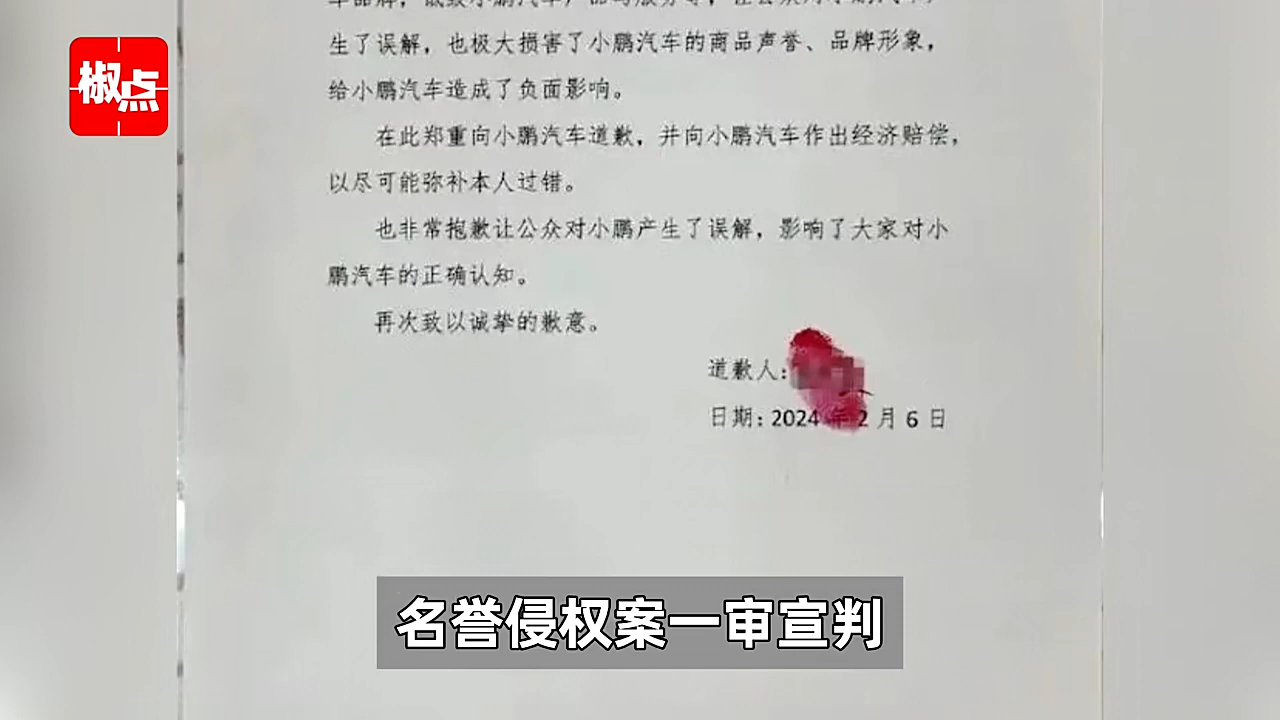 椒点
生了误解，也极大损害了小鹏汽车的商品声誉、品牌形象，
给小鹏汽车造成了负面影响。
在此郑重向小鹏汽车道歉，并向小鹏汽车作出经济赔偿，
以尽可能弥补本人过错。
也非常抱歉让公众对小鹏产生了误解，影响了大家对小
鹏汽车的正确认知。
再次致以诚挚的歉意。
道歉人：
日期：2024年2月6日
名誉侵权案一审宣判